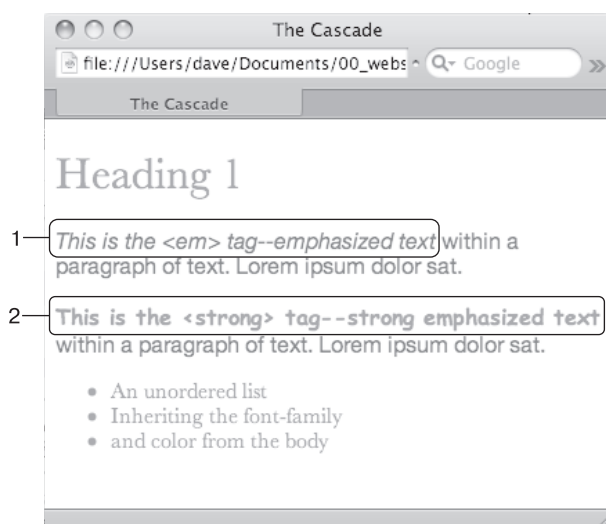 The Cascade
file:///Users/dave/Documents/00_webs
Google
The Cascade
Heading 1
1
This is the <em> tag--emphasized text within a
paragraph of text. Lorem ipsum dolor sat.
2
This is the <strong> tag--strong emphasized text
within a paragraph of text. Lorem ipsum dolor sat.
• An unordered list
• Inheriting the font-family
• and color from the body